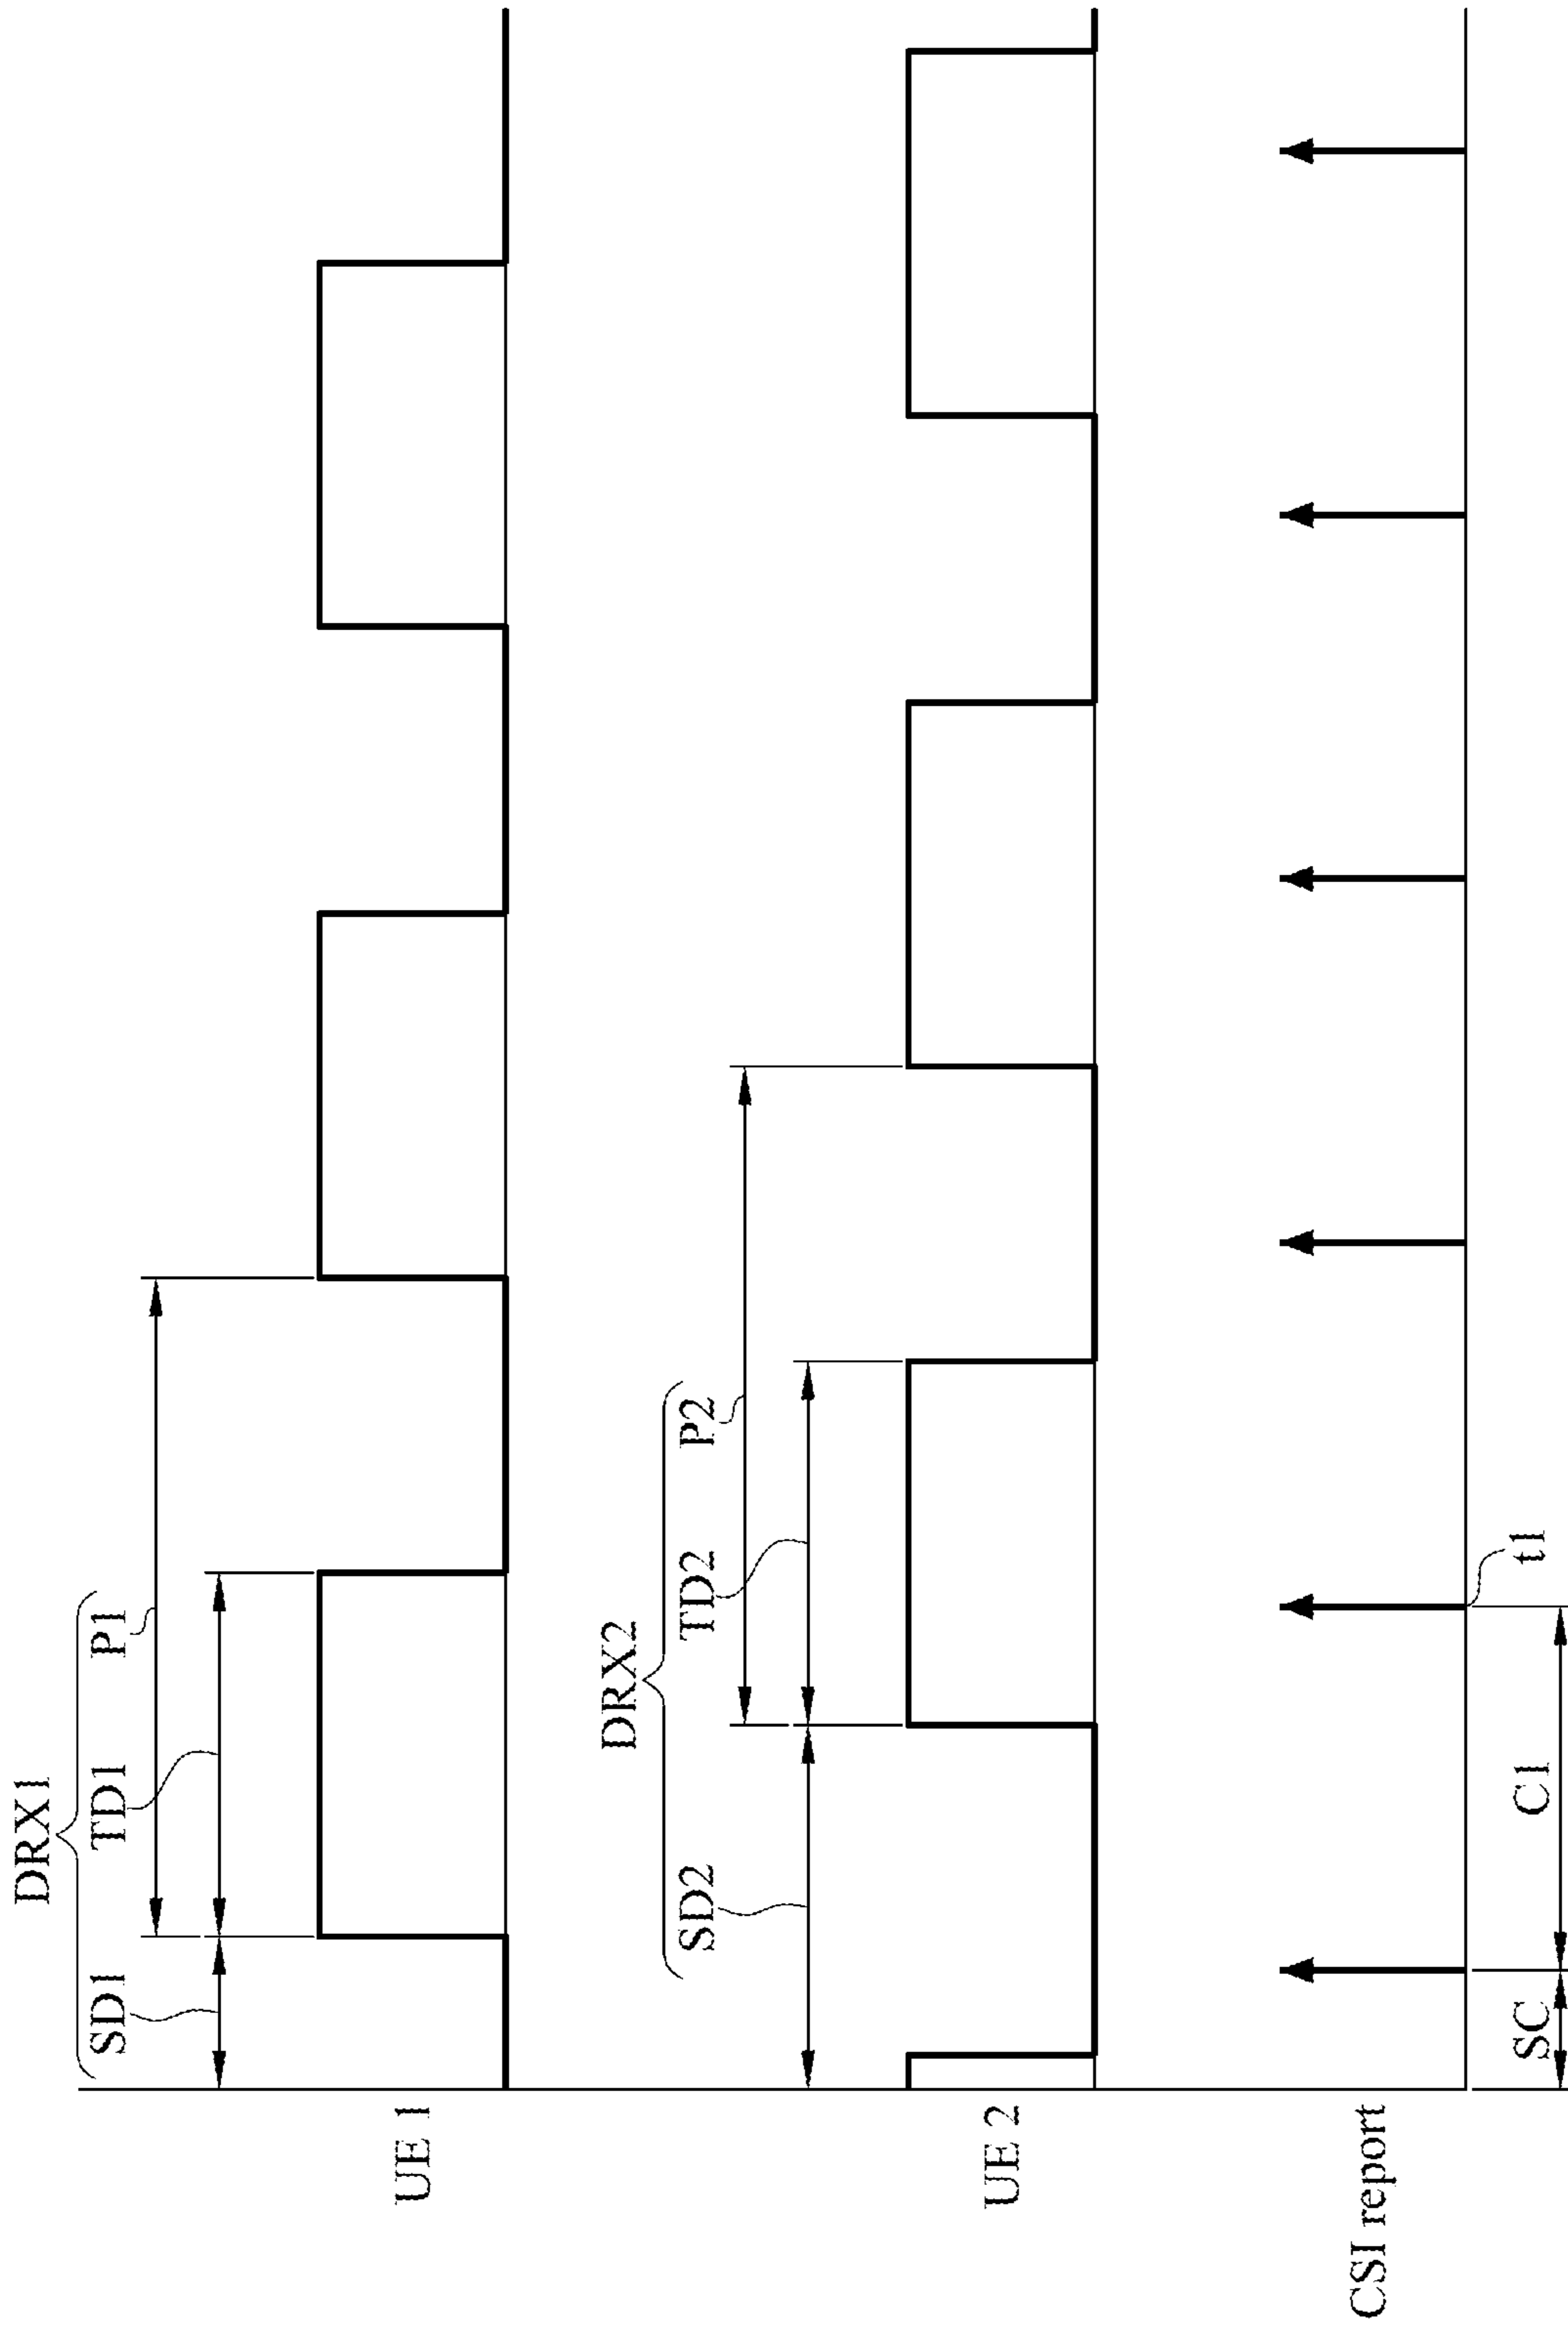 DRX1
SD1 TD1 P1
UE 1
DRX2
SD2 TD2 P2
UE 2
CSI report
t1
SC C1